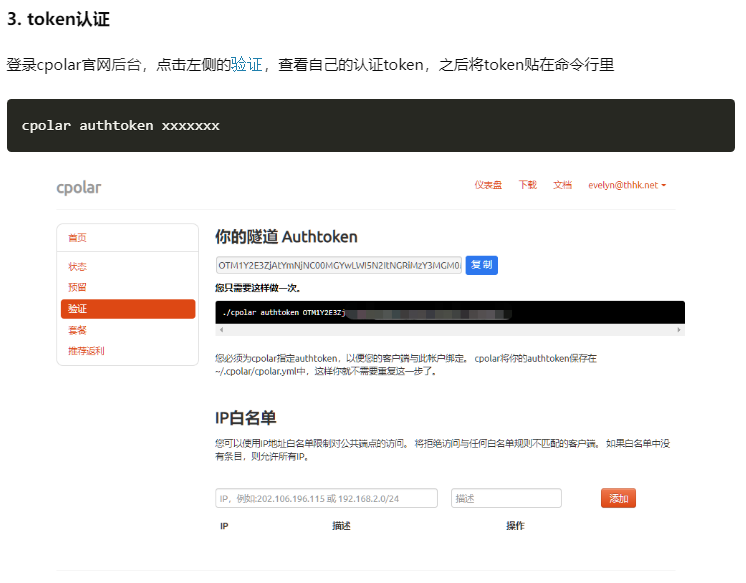 3. token认证
登录cpolar官网后台，点击左侧的验证，查看自己的认证token，之后将token贴在命令行里
cpolar authtoken xxxxxxx
cpolar
仪表盘 下载 文档 evelyn@thhk.net
首页
状态
预留
验证
套餐
推荐返利
你的隧道 Authtoken
复制
您只需要这样做一次。
./cpolar authtoken OTM1Y2E3Zj
您必须为cpolar指定authtoken，以便您的客户端与此帐户绑定。 cpolar将你的authtoken保存在
~/.cpolar/cpolar.yml中，这样你就不需要重复这一步了。
IP白名单
您可以使用IP地址白名单限制对公共端点的访问。 将拒绝访问与任何白名单规则不匹配的客户端。 如果白名单中没
有条目，则允许所有IP。
IP，例如:202.106.196.115 或 192.168.2.0/24 描述 添加
IP 描述 操作